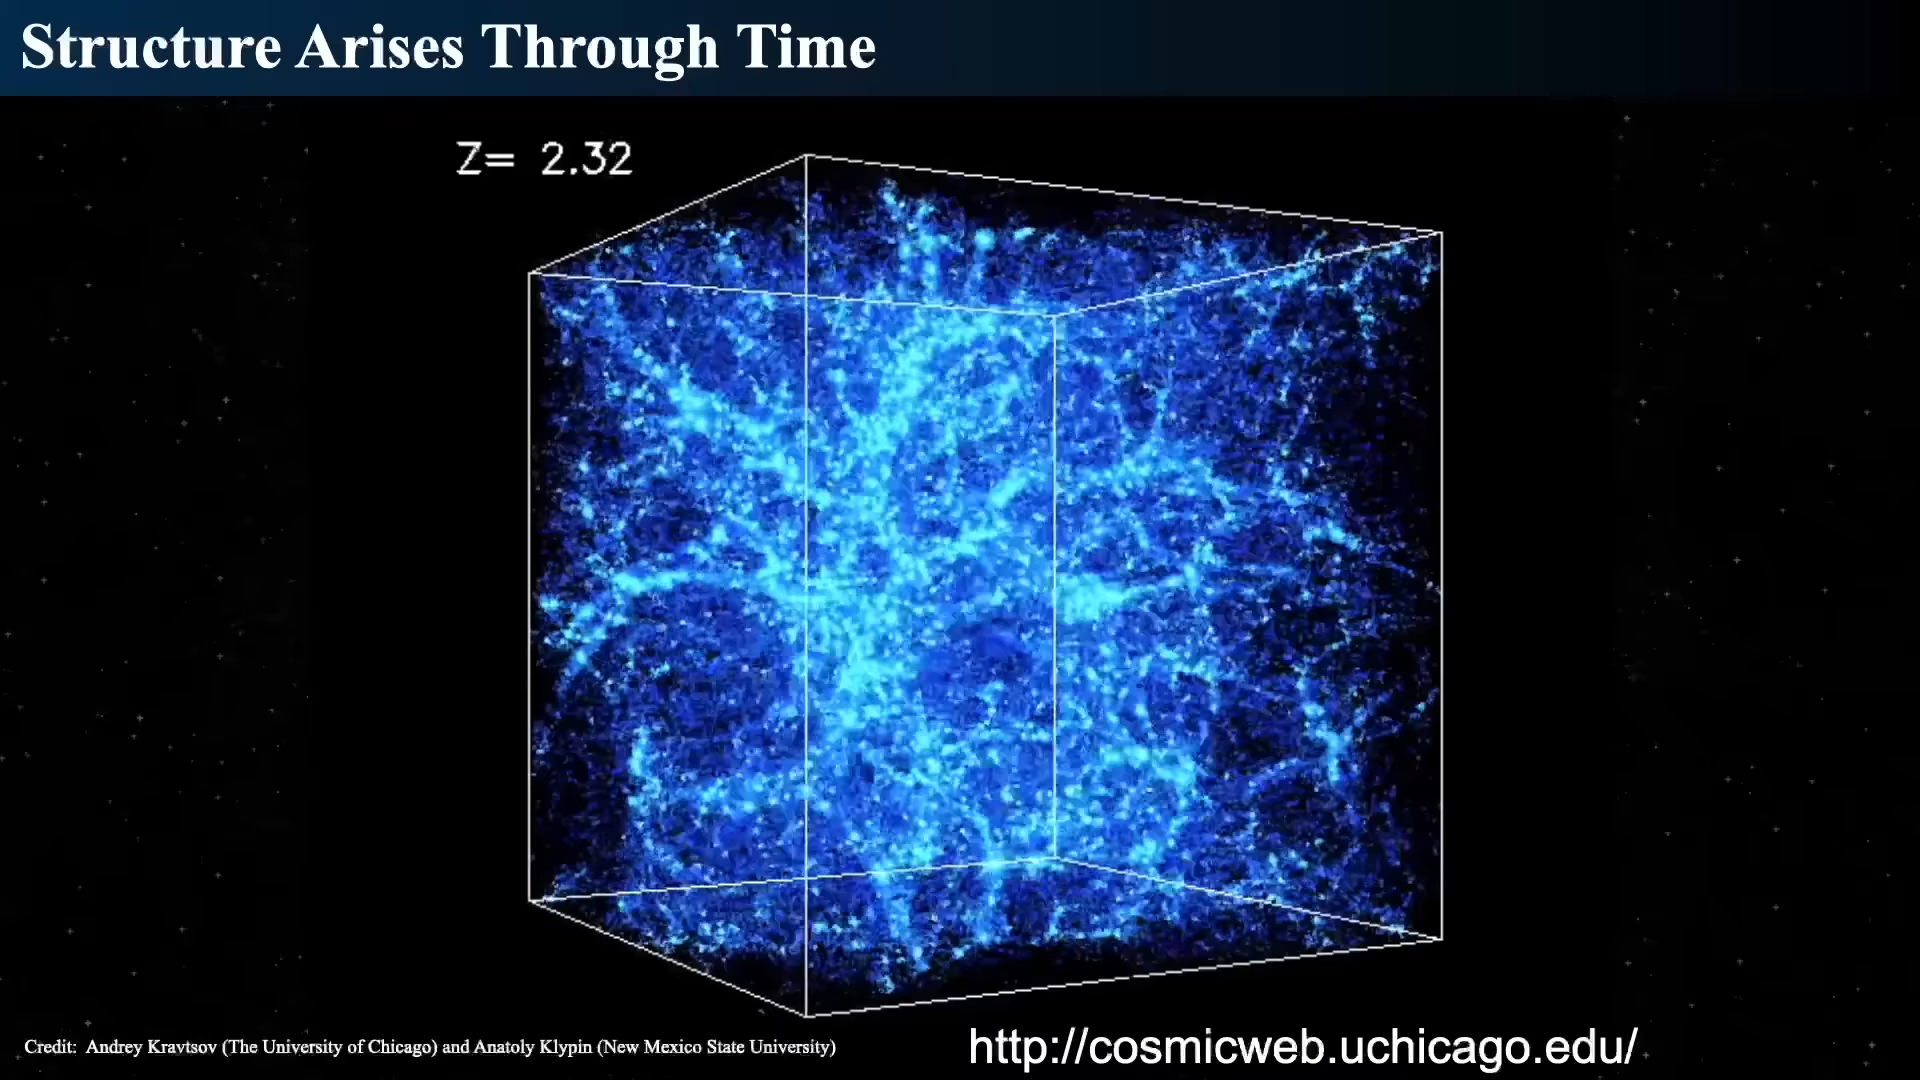 Structure Arises Through Time
Z= 2.32
Credit: Andrey Kravtsov (The University of Chicago) and Anatoly Klypin (New Mexico State University)
http://cosmicweb.uchicago.edu/